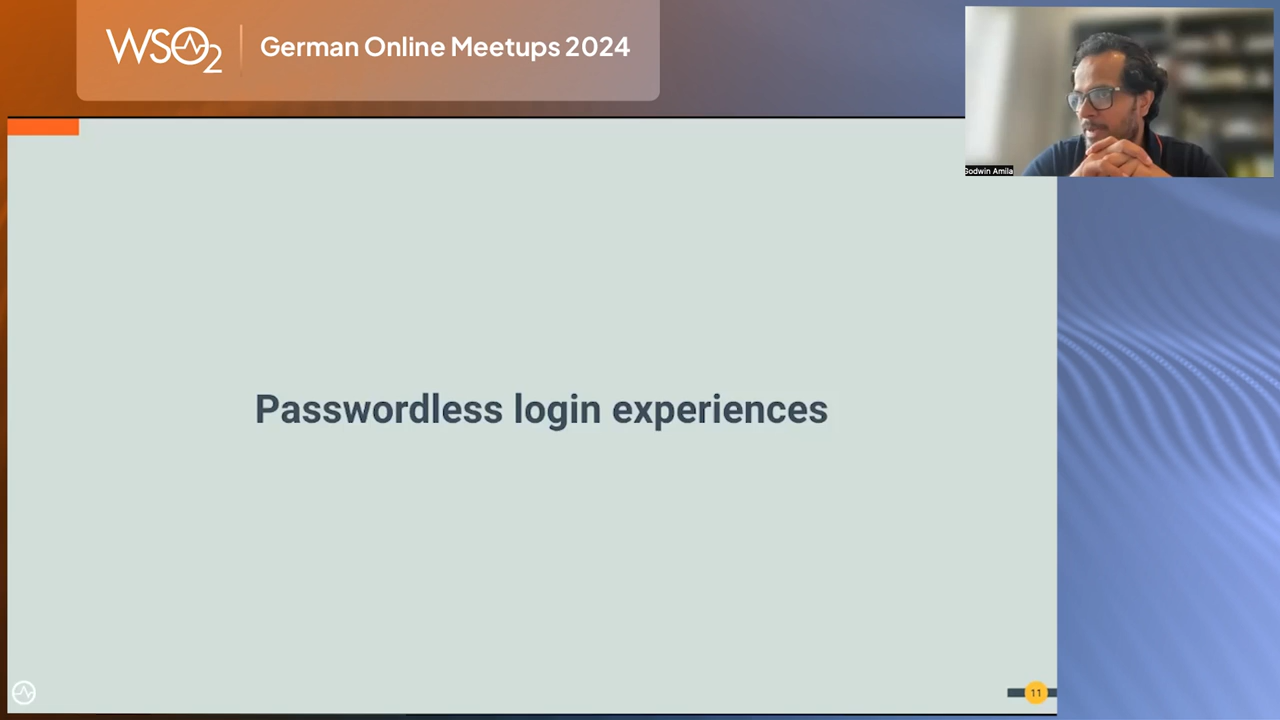 WSO2
German Online Meetups 2024
Godwin Amila
Passwordless login experiences
11